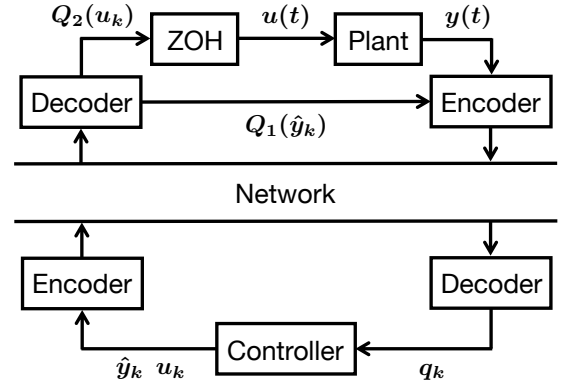 Q₂(uₖ) u(t) y(t)
ZOH Plant
Decoder Encoder
Q₁(ŷₖ)
Network
Encoder Decoder
Controller
ŷₖ uₖ qₖ